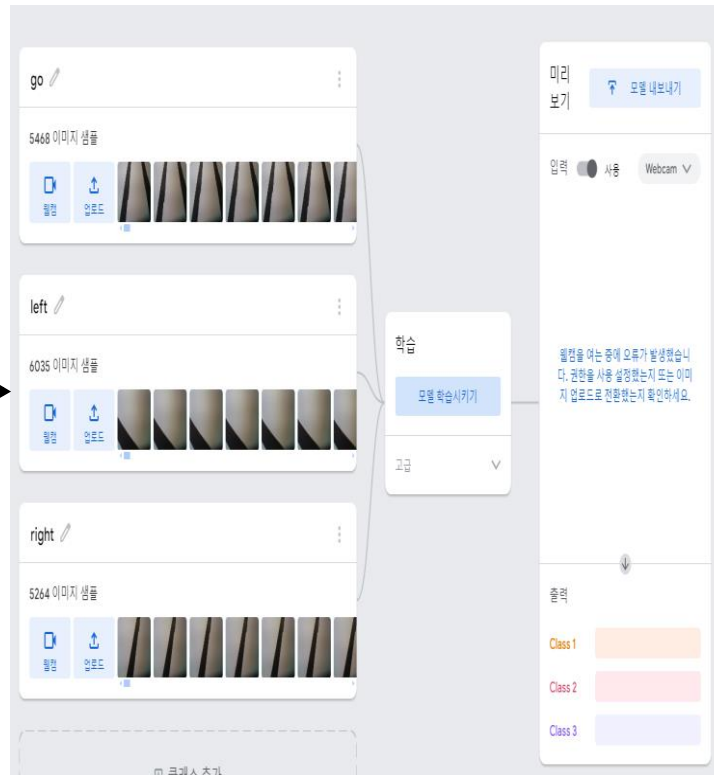 go
5468 이미지 샘플
웹캠
업로드
left
6035 이미지 샘플
웹캠
업로드
right
5264 이미지 샘플
웹캠
업로드
클래스 추가
학습
모델 학습시키기
고급
미리
보기
모델 내보내기
입력
사용
Webcam
웹캠을 여는 중에 오류가 발생했습니
다. 권한을 사용 설정했는지 또는 이미
지 업로드로 전환했는지 확인하세요.
출력
Class 1
Class 2
Class 3